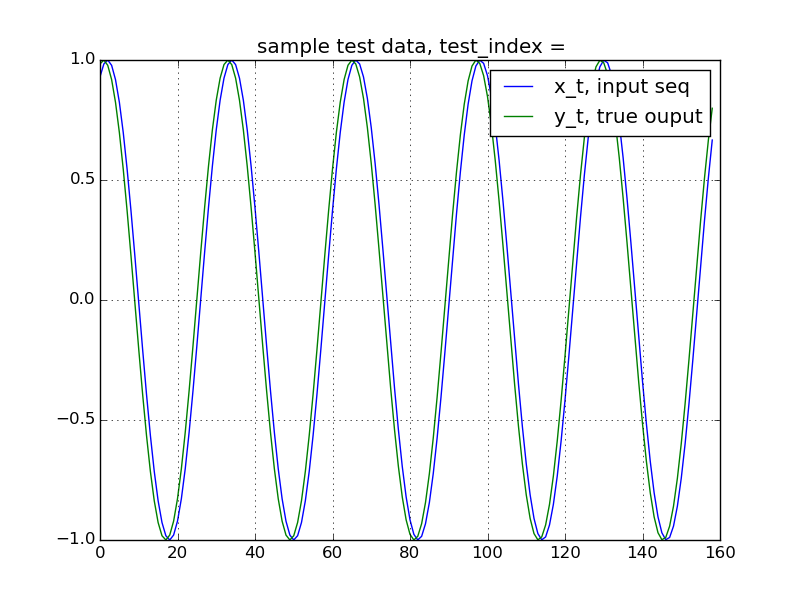 sample test data, test_index =
x_t, input seq
y_t, true ouput
1.0
0.5
0.0
−0.5
−1.0
0 20 40 60 80 100 120 140 160